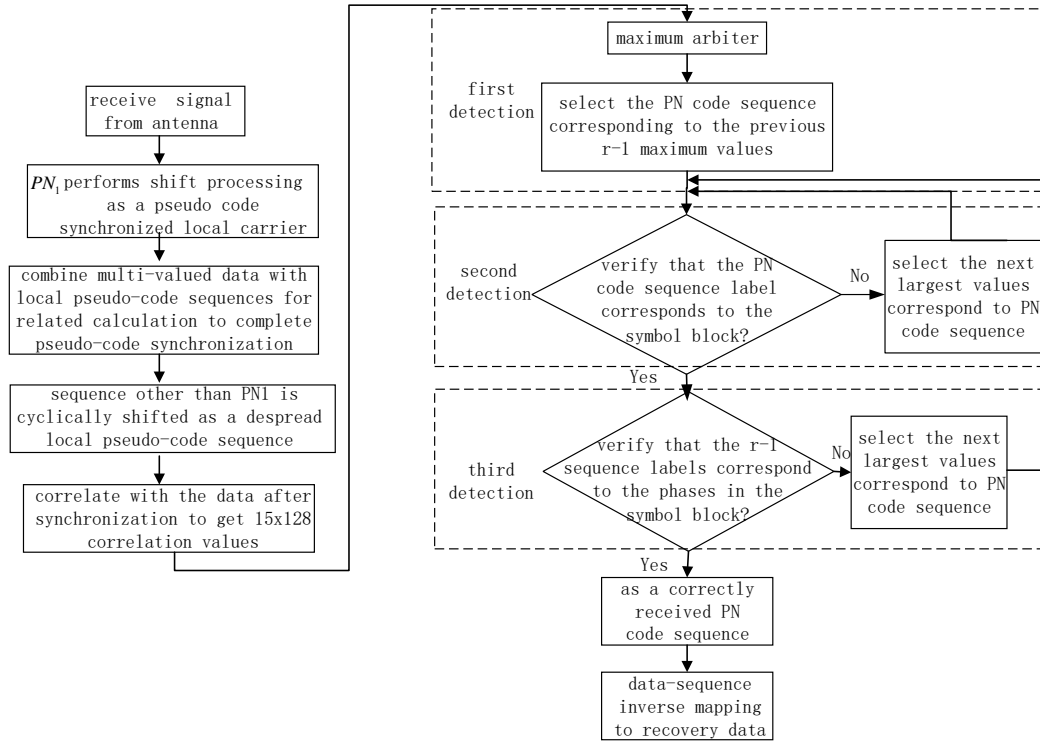 receive signal
from antenna
PN1 performs shift processing
as a pseudo code
synchronized local carrier
combine multi-valued data with
local pseudo-code sequences for
related calculation to complete
pseudo-code synchronization
sequence other than PN1 is
cyclically shifted as a despread
local pseudo-code sequence
correlate with the data after
synchronization to get 15x128
correlation values
maximum arbiter
first
detection
select the PN code sequence
corresponding to the previous
r-1 maximum values
second
detection
verify that the PN
code sequence label
corresponds to the
symbol block?
No
select the next
largest values
correspond to PN
code sequence
Yes
third
detection
verify that the r-1
sequence labels correspond
to the phases in the
symbol block?
No
select the next
largest values
correspond to PN
code sequence
Yes
as a correctly
received PN
code sequence
data-sequence
inverse mapping
to recovery data